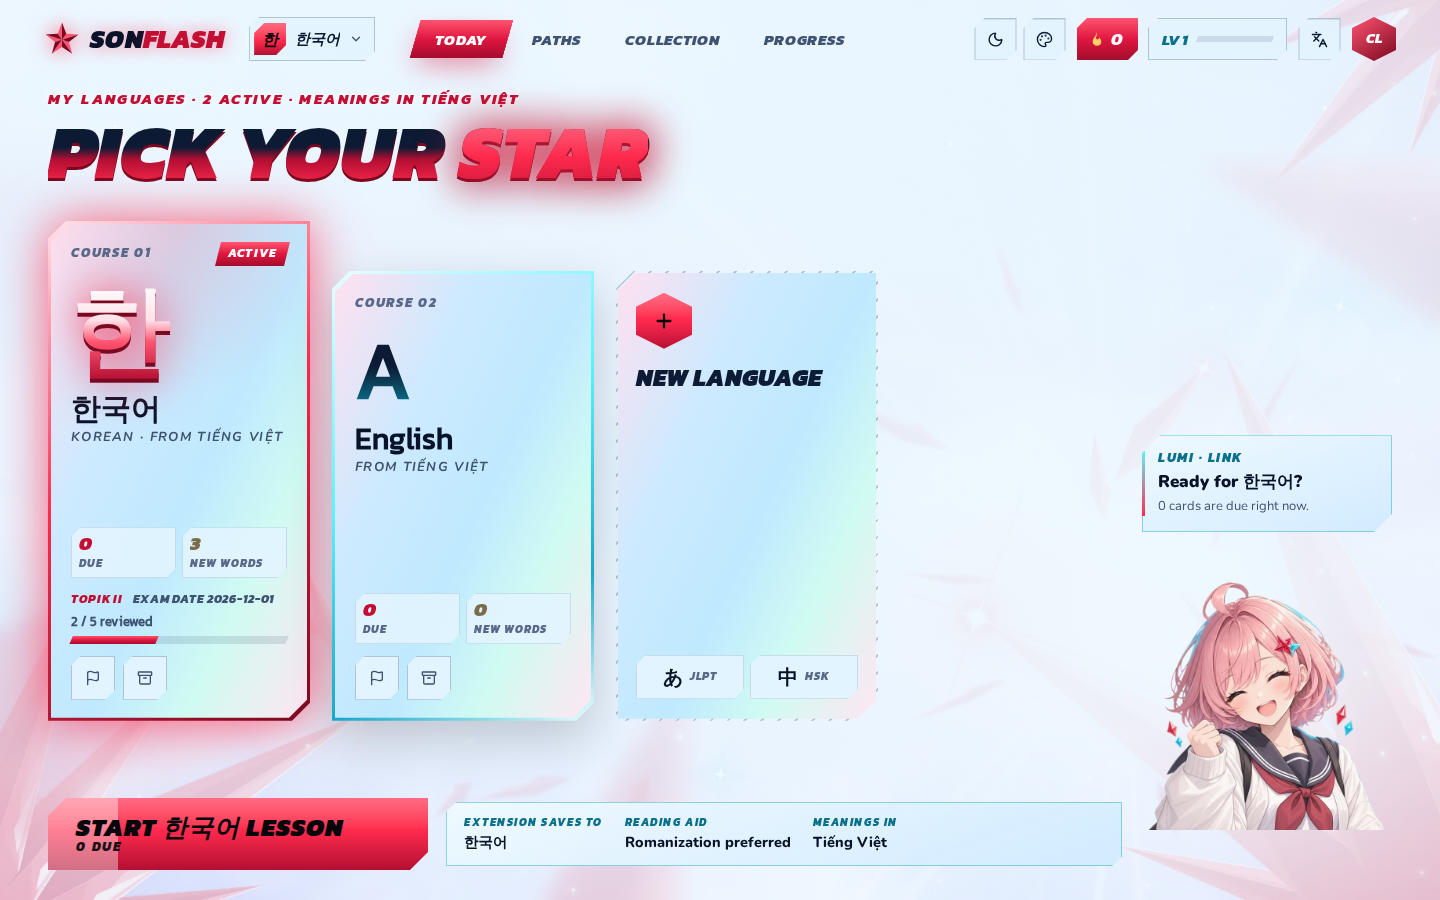 SONFLASH
한 한국어
TODAY PATHS COLLECTION PROGRESS
0
LV 1
CL
MY LANGUAGES · 2 ACTIVE · MEANINGS IN TIẾNG VIỆT
PICK YOUR STAR
COURSE 01 ACTIVE
한
한국어
KOREAN · FROM TIẾNG VIỆT
0 DUE
3 NEW WORDS
TOPIK II EXAM DATE 2026-12-01
2 / 5 reviewed
COURSE 02
A
English
FROM TIẾNG VIỆT
0 DUE
0 NEW WORDS
+
NEW LANGUAGE
あ JLPT
中 HSK
LUMI · LINK
Ready for 한국어?
0 cards are due right now.
START 한국어 LESSON
0 DUE
EXTENSION SAVES TO
한국어
READING AID
Romanization preferred
MEANINGS IN
Tiếng Việt